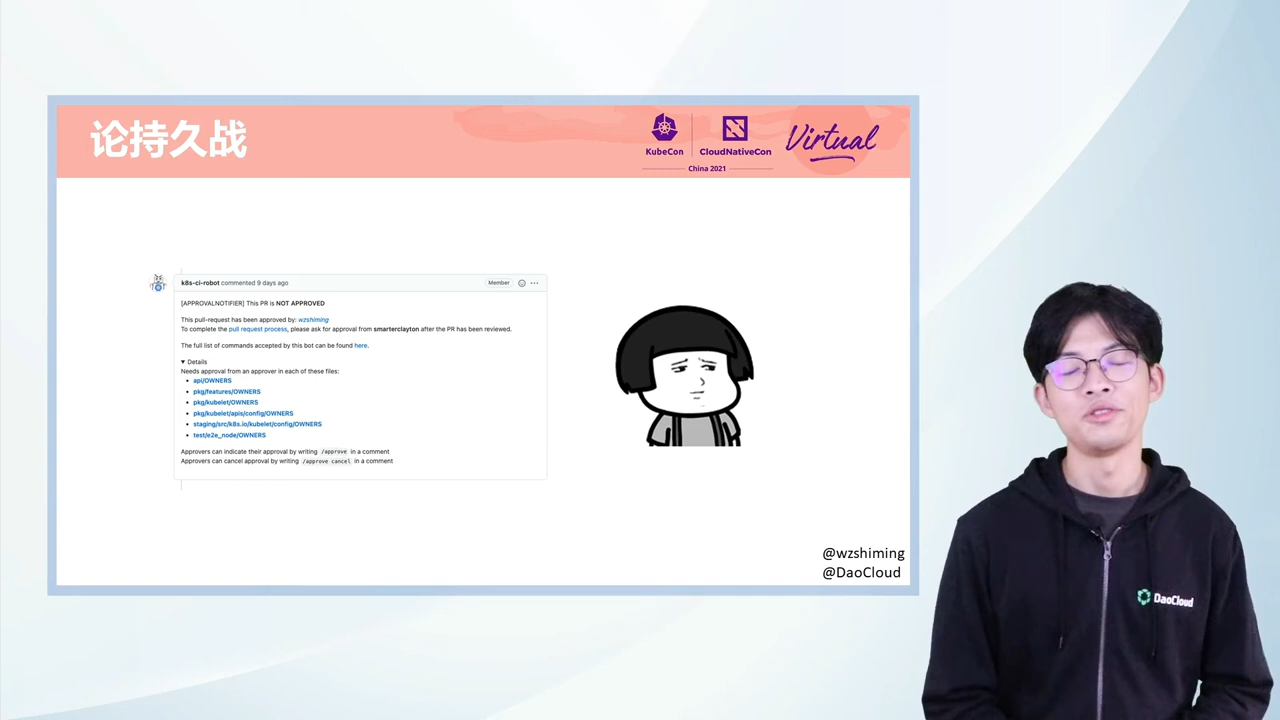 论持久战
KubeCon
CloudNativeCon
Virtual
China 2021
k8s-ci-robot commented 9 days ago
Member
[APPROVALNOTIFIER] This PR is NOT APPROVED
This pull-request has been approved by: wzshiming
To complete the pull request process, please ask for approval from smarterclayton after the PR has been reviewed.
The full list of commands accepted by this bot can be found here.
▼ Details
Needs approval from an approver in each of these files:
• api/OWNERS
• pkg/features/OWNERS
• pkg/kubelet/OWNERS
• pkg/kubelet/apis/config/OWNERS
• staging/src/k8s.io/kubelet/config/OWNERS
• test/e2e_node/OWNERS
Approvers can indicate their approval by writing /approve in a comment
Approvers can cancel approval by writing /approve cancel in a comment
@wzshiming
@DaoCloud
DaoCloud